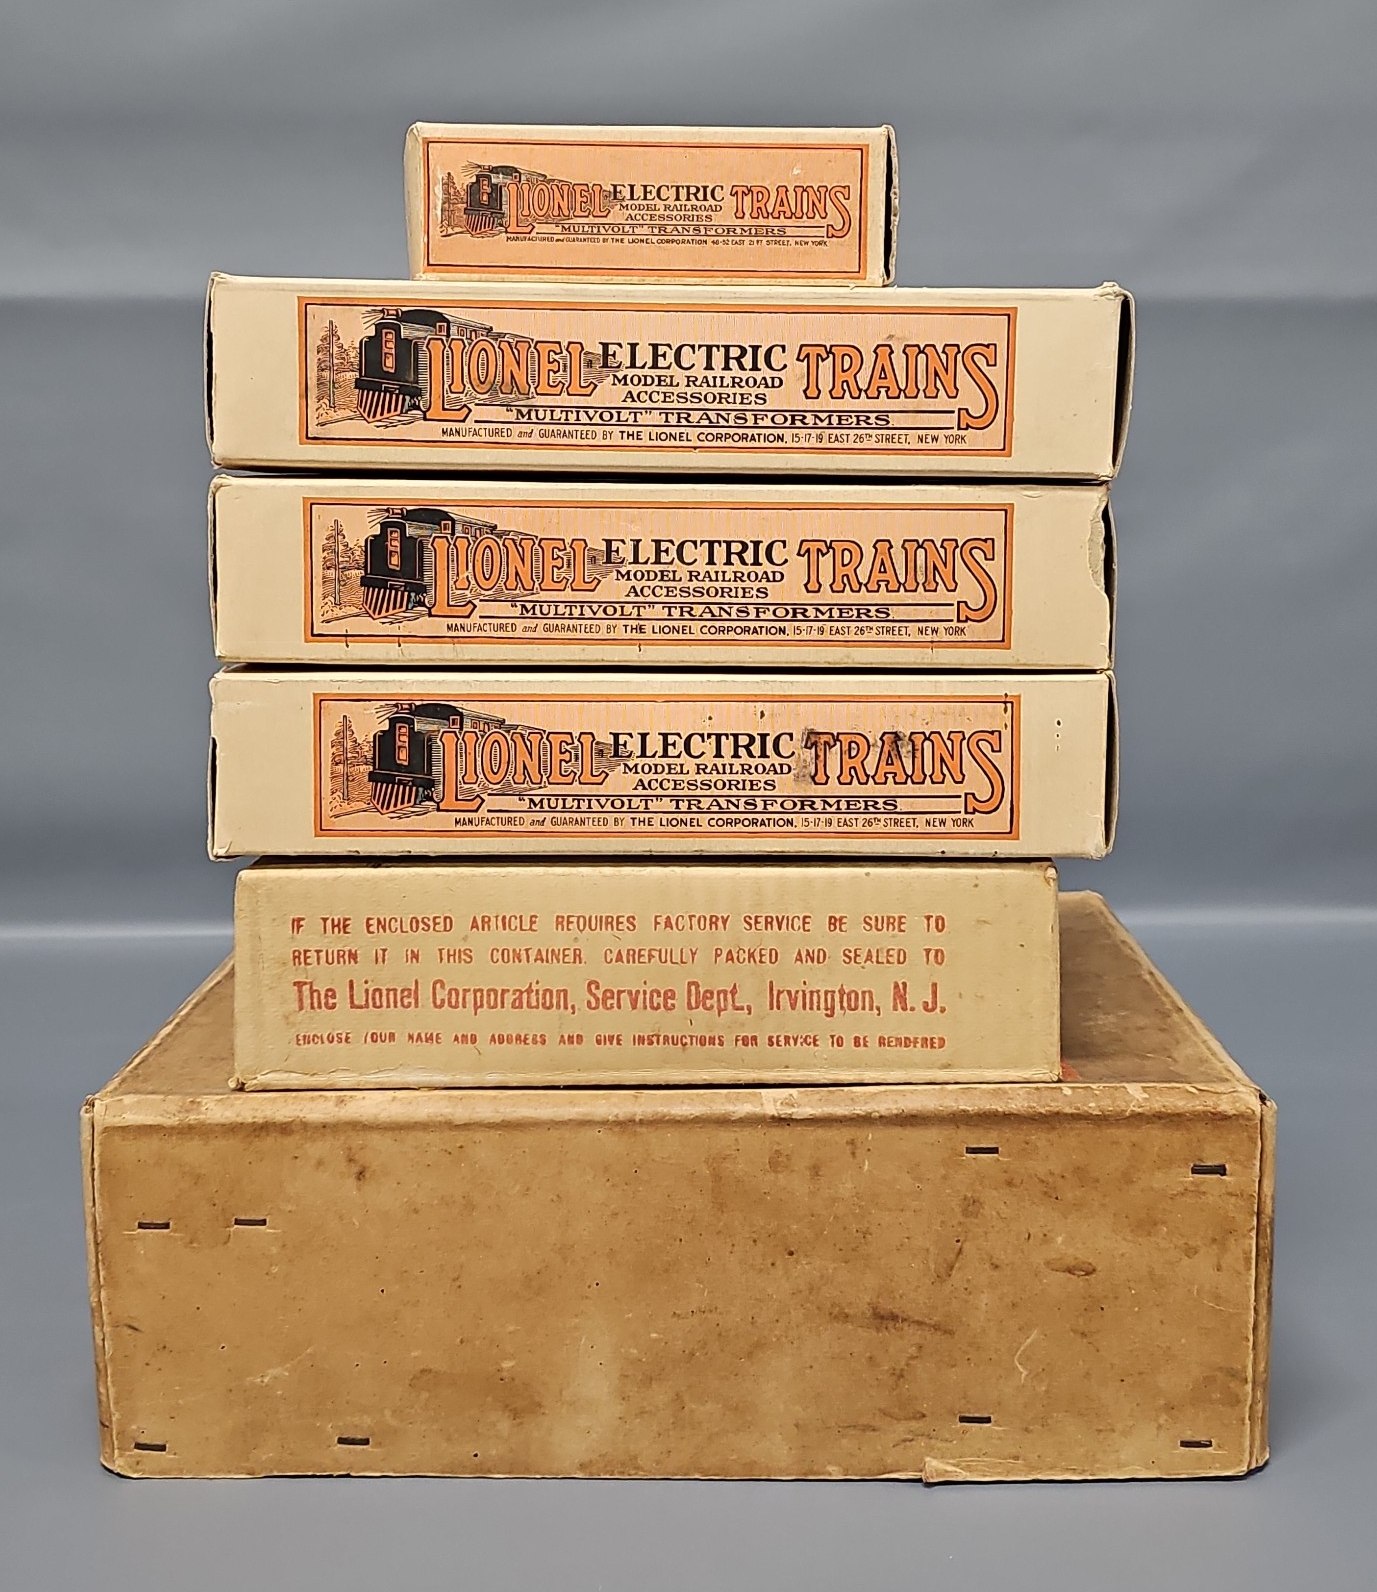 LIONEL ELECTRIC TRAINS
MODEL RAILROAD
ACCESSORIES
"MULTIVOLT" TRANSFORMERS
MANUFACTURED and GUARANTEED BY THE LIONEL CORPORATION 48-52 EAST 21ST STREET, NEW YORK
LIONEL ELECTRIC TRAINS
MODEL RAILROAD
ACCESSORIES
"MULTIVOLT" TRANSFORMERS.
MANUFACTURED and GUARANTEED BY THE LIONEL CORPORATION, 15-17-19 EAST 26TH STREET, NEW YORK
LIONEL ELECTRIC TRAINS
MODEL RAILROAD
ACCESSORIES
"MULTIVOLT" TRANSFORMERS.
MANUFACTURED and GUARANTEED BY THE LIONEL CORPORATION, 15-17-19 EAST 26TH STREET, NEW YORK
LIONEL ELECTRIC TRAINS
MODEL RAILROAD
ACCESSORIES
"MULTIVOLT" TRANSFORMERS.
MANUFACTURED and GUARANTEED BY THE LIONEL CORPORATION, 15-17-19 EAST 26TH STREET, NEW YORK
IF THE ENCLOSED ARTICLE REQUIRES FACTORY SERVICE BE SURE TO
RETURN IT IN THIS CONTAINER, CAREFULLY PACKED AND SEALED TO
The Lionel Corporation, Service Dept., Irvington, N. J.
ENCLOSE YOUR NAME AND ADDRESS AND GIVE INSTRUCTIONS FOR SERVICE TO BE RENDERED